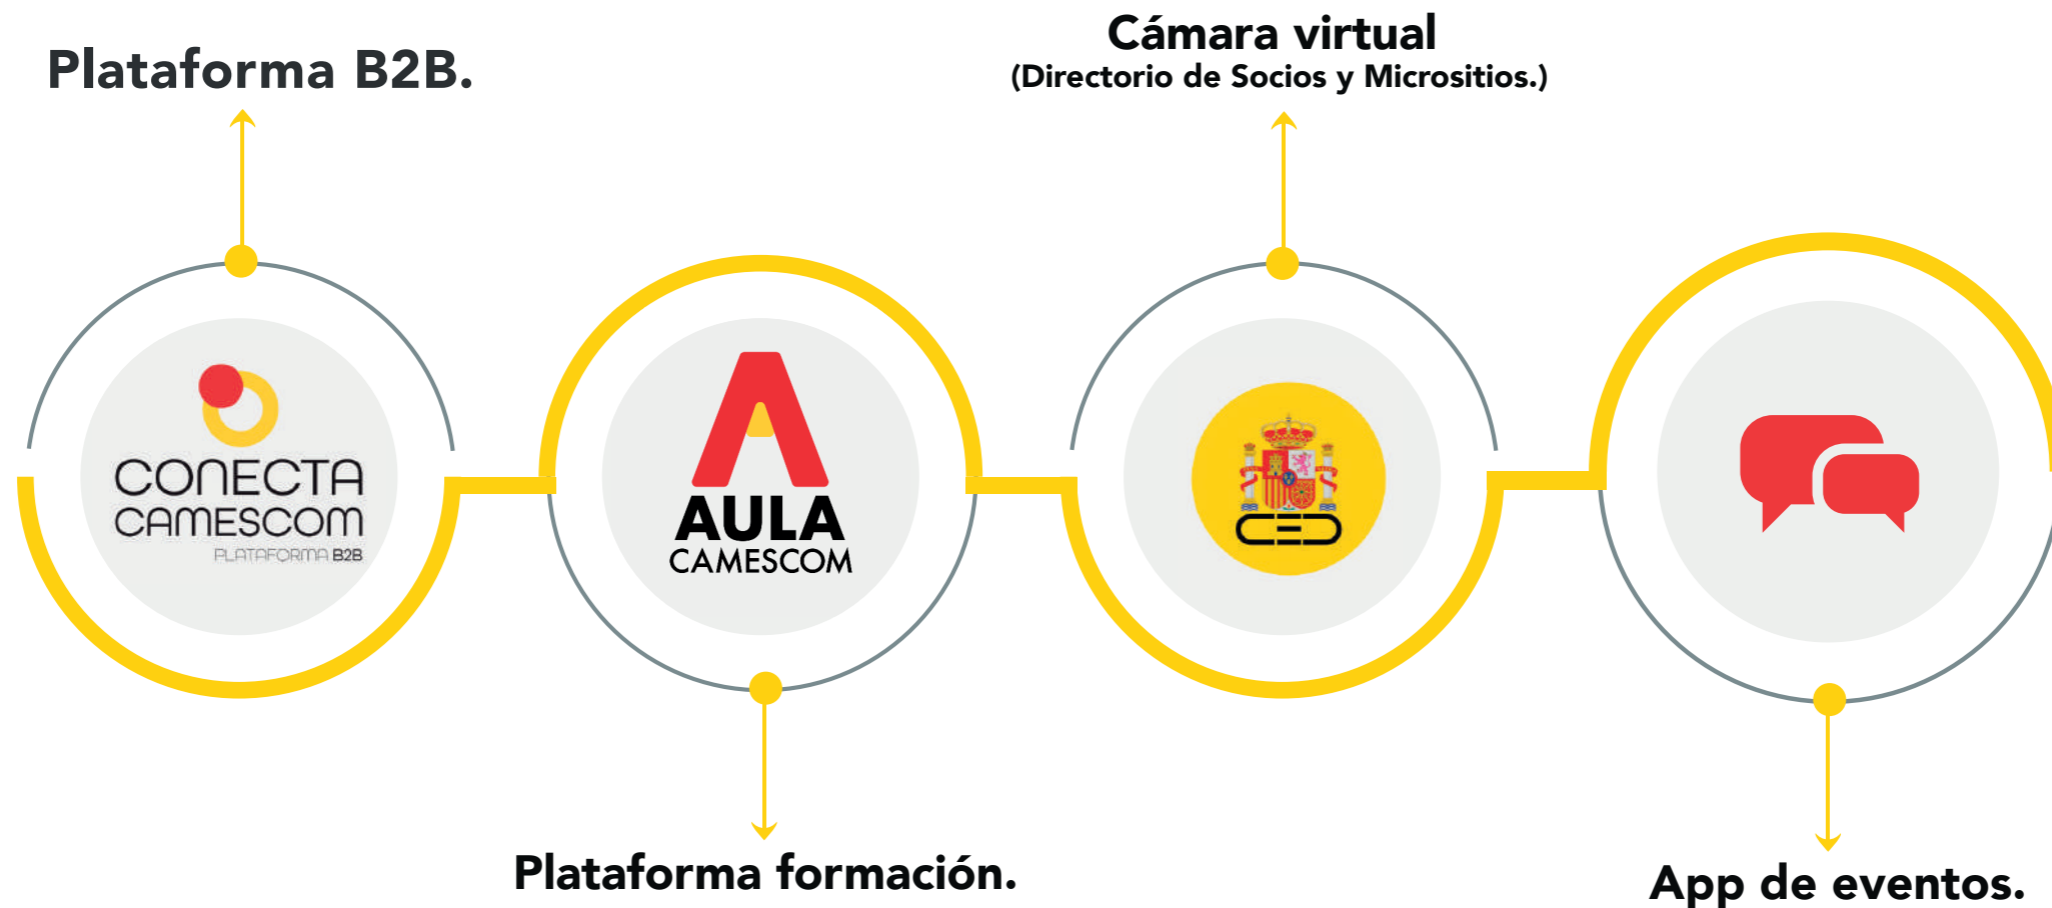 Plataforma B2B.
Cámara virtual
(Directorio de Socios y Micrositios.)
CONECTA
CAMESCOM
PLATAFORMA B2B
AULA
CAMESCOM
CED
Plataforma formación.
App de eventos.